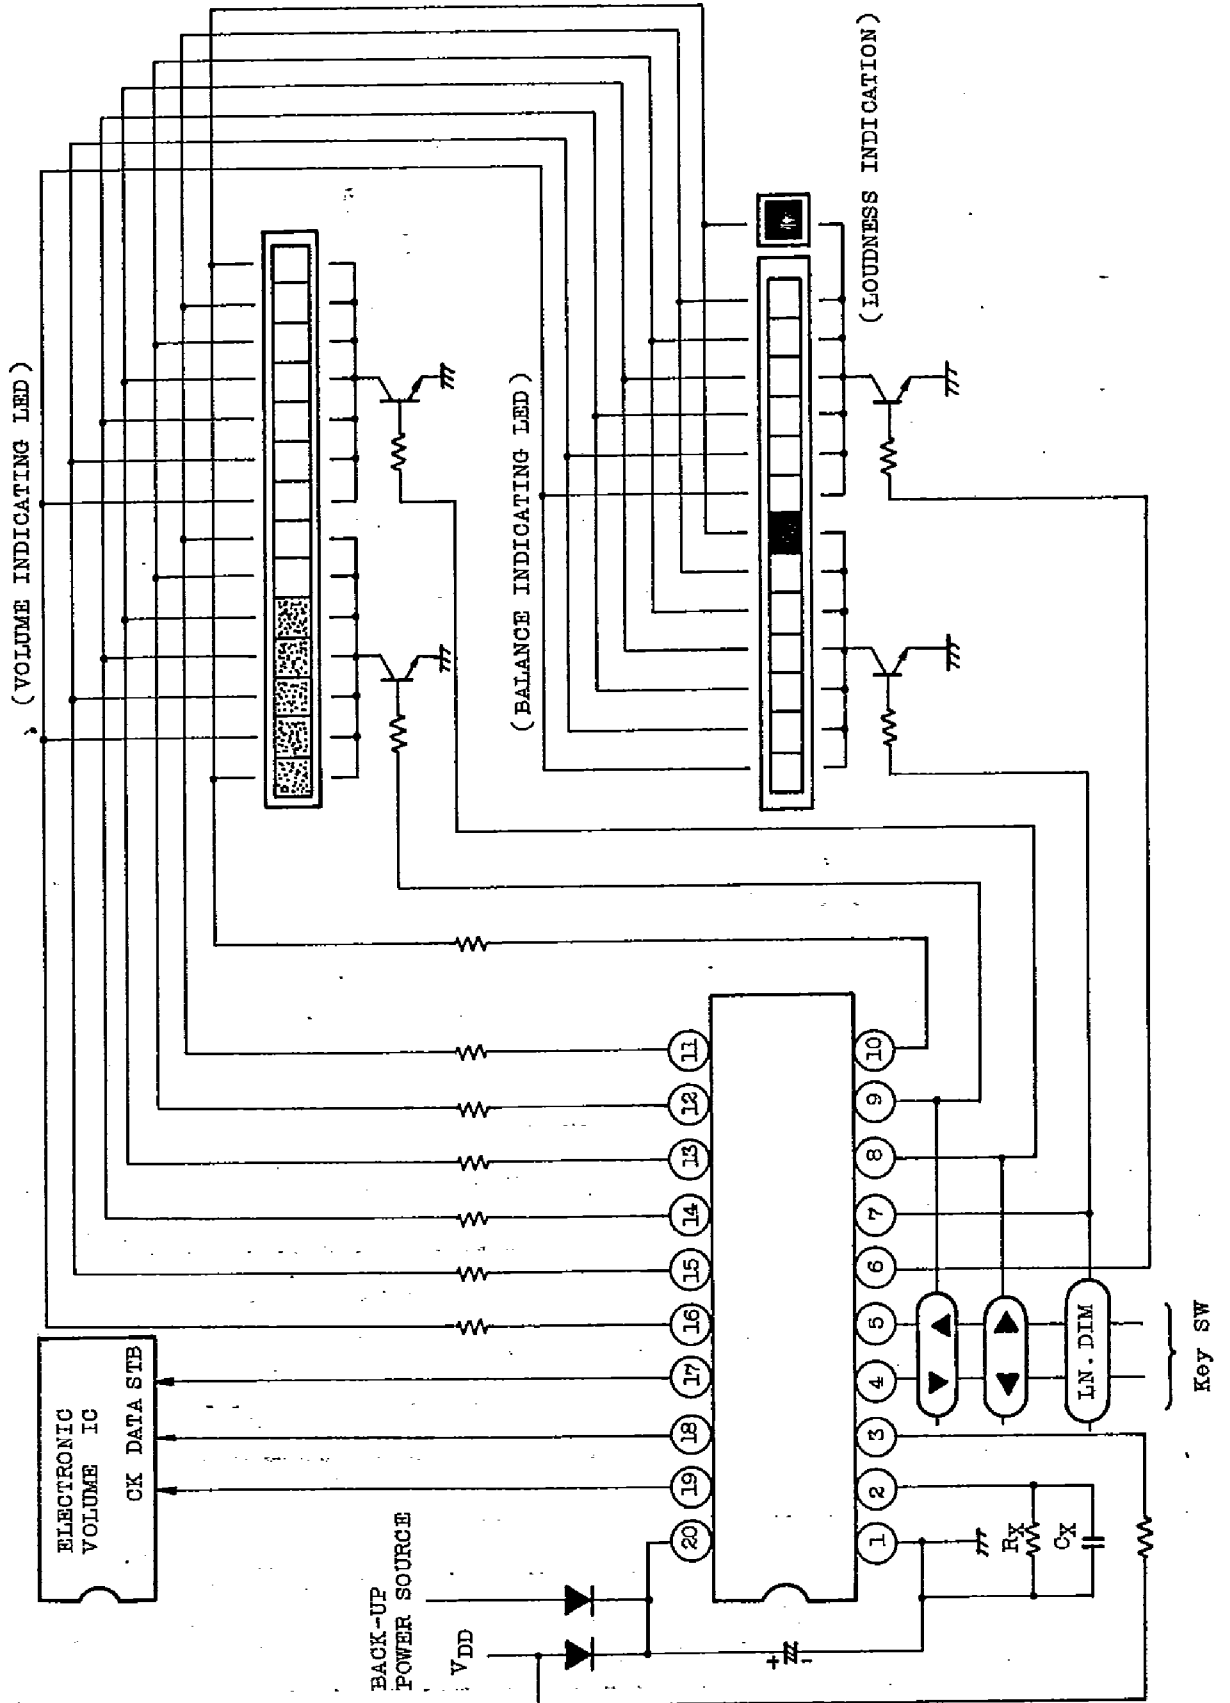 (VOLUME INDICATING LED)
(BALANCE INDICATING LED)
(LOUDNESS INDICATION)
ELECTRONIC
VOLUME IC
CK DATA STB
BACK-UP
POWER SOURCE
VDD
20
19
18
17
16
15
14
13
12
11
1
2
3
4
5
6
7
8
9
10
+
-
RX
CX
LN.DIM
Key SW